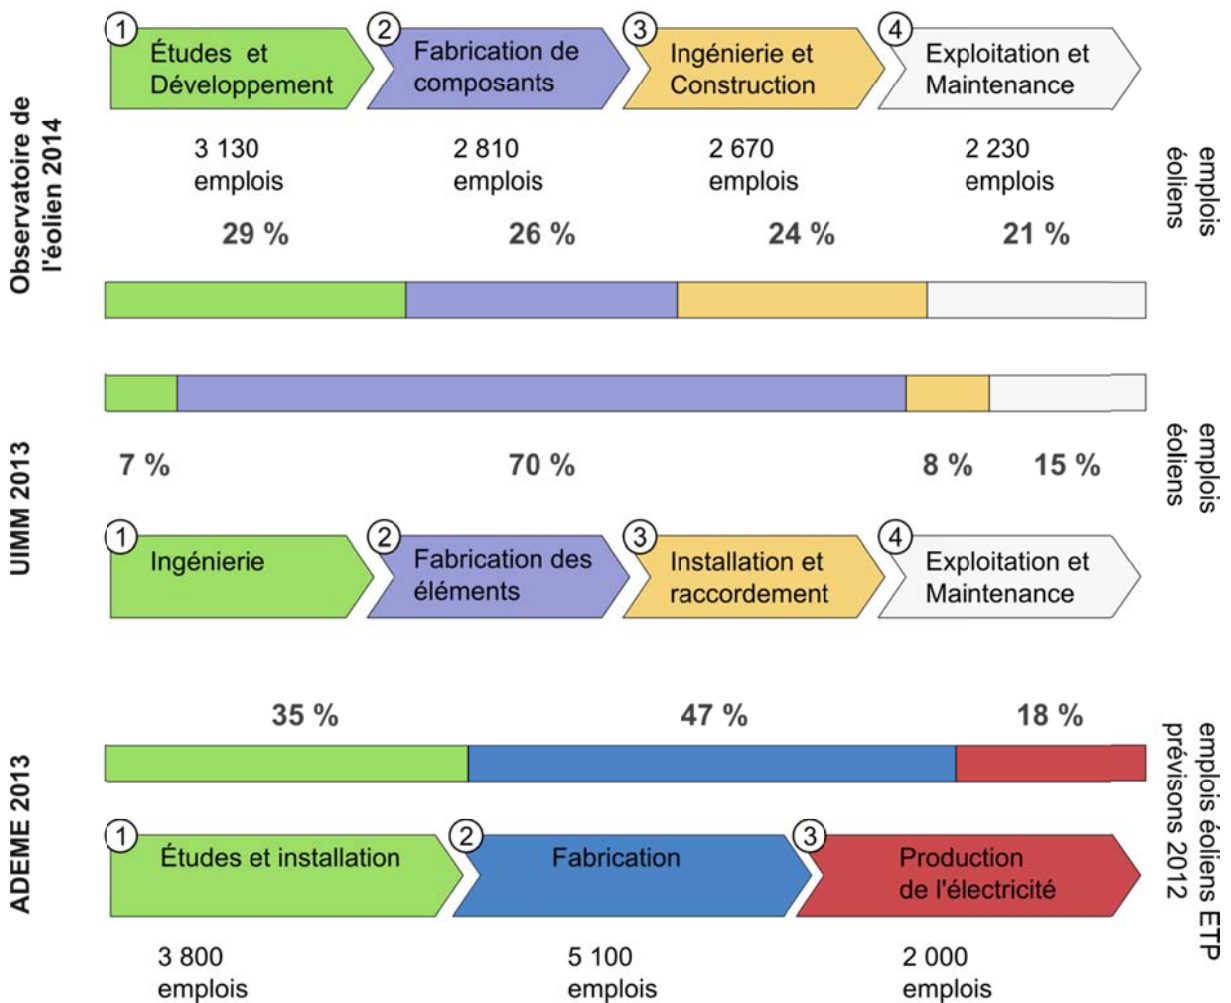 1
Études et
Développement
2
Fabrication de
composants
3
Ingénierie et
Construction
4
Exploitation et
Maintenance
Observatoire de
l'éolien 2014
3 130
emplois
2 810
emplois
2 670
emplois
2 230
emplois
emplois
éoliens
29 %
26 %
24 %
21 %
7 %
70 %
8 %
15 %
emplois
éoliens
UIMM 2013
1
Ingénierie
2
Fabrication des
éléments
3
Installation et
raccordement
4
Exploitation et
Maintenance
35 %
47 %
18 %
ADEME 2013
emplois éoliens ETP
prévisons 2012
1
Études et installation
2
Fabrication
3
Production
de l'électricité
3 800
emplois
5 100
emplois
2 000
emplois